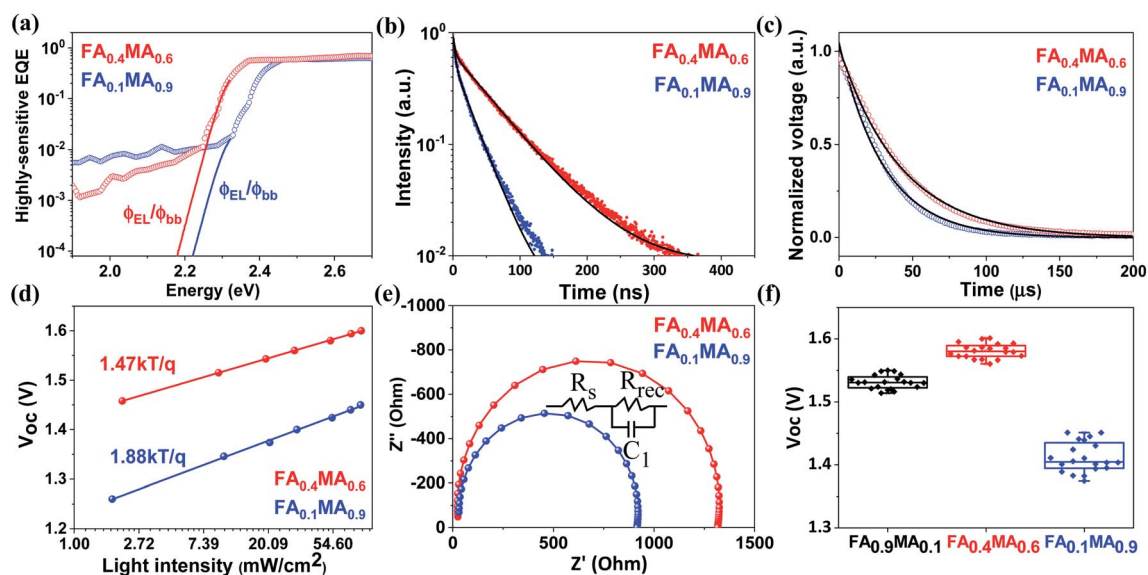 (a)
FA0.4MA0.6
FA0.1MA0.9
ϕEL/ϕbb
ϕEL/ϕbb
Highly-sensitive EQE
10^0
10^-1
10^-2
10^-3
10^-4
2.0
2.2
2.4
2.6
Energy (eV)
(b)
FA0.4MA0.6
FA0.1MA0.9
Intensity (a.u.)
10^0
10^-1
10^-2
0
100
200
300
400
450
Time (ns)
(c)
FA0.4MA0.6
FA0.1MA0.9
Normalized voltage (a.u.)
1.0
0.5
0.0
0
50
100
150
200
Time (μs)
(d)
1.47kT/q
1.88kT/q
FA0.4MA0.6
FA0.1MA0.9
Voc (V)
1.6
1.5
1.4
1.3
1.2
1.00
2.72
7.39
20.09
54.60
Light intensity (mW/cm2)
(e)
FA0.4MA0.6
FA0.1MA0.9
Rs
Rrec
C1
Z'' (Ohm)
-1000
-800
-600
-400
-200
0
0
500
1000
1500
Z' (Ohm)
(f)
Voc (V)
1.6
1.5
1.4
1.3
FA0.9MA0.1
FA0.4MA0.6
FA0.1MA0.9